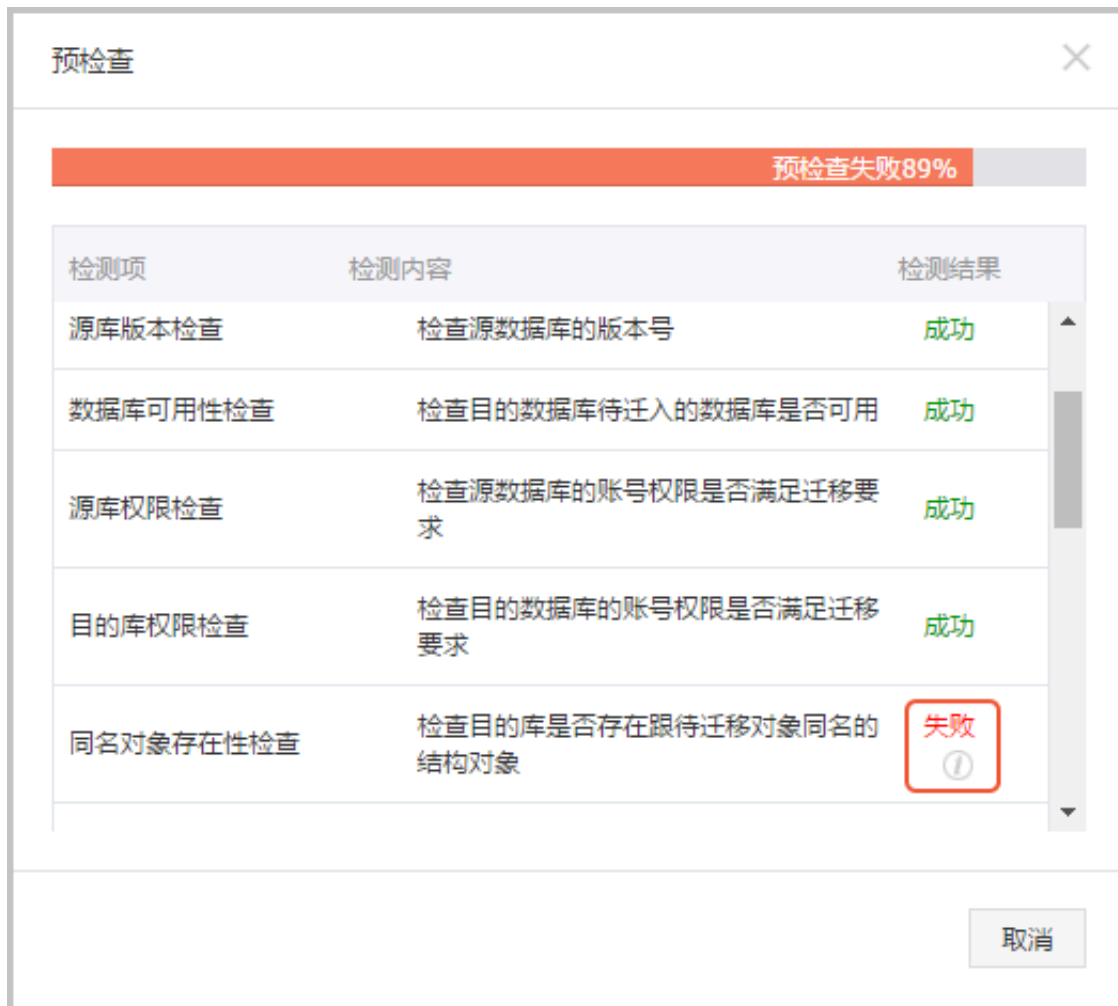 预检查
预检查失败89%
检测项 检测内容 检测结果
源库版本检查 检查源数据库的版本号 成功
数据库可用性检查 检查目的数据库待迁入的数据库是否可用 成功
源库权限检查 检查源数据库的账号权限是否满足迁移要
求 成功
目的库权限检查 检查目的数据库的账号权限是否满足迁移
要求 成功
同名对象存在性检查 检查目的库是否存在跟待迁移对象同名的
结构对象 失败
取消